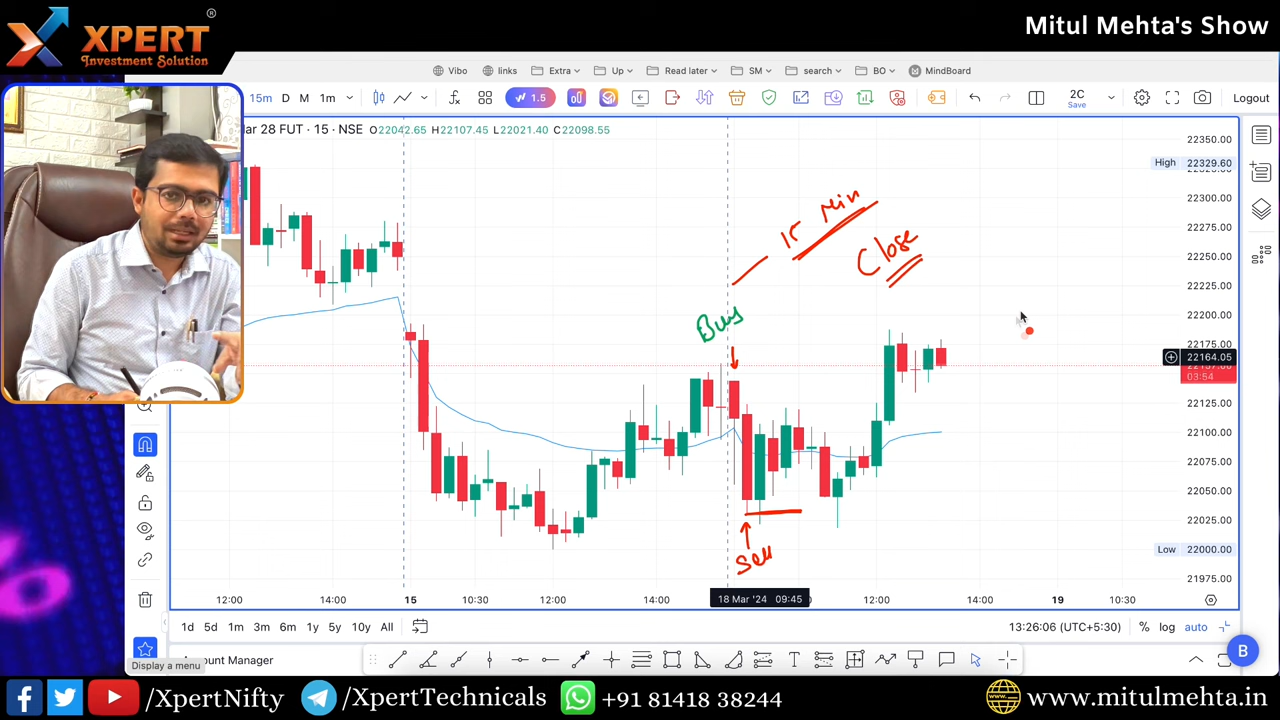 Mitul Mehta's Show
XPERT
Investment Solution
®
Vibo
links
Extra
Up
Read later
SM
search
BO
MindBoard
15m D M 1m
1.5
2C
Save
Logout
Mar 28 FUT · 15 · NSE O22042.65 H22107.45 L22021.40 C22098.55
22350.00
High 22329.60
22300.00
22275.00
22250.00
22225.00
22200.00
22175.00
22164.05
03:54
22125.00
22100.00
22075.00
22050.00
22025.00
Low 22000.00
21975.00
15 Min
Close
Buy
Sell
12:00
14:00
15
10:30
12:00
14:00
18 Mar '24 09:45
12:00
14:00
19
10:30
1d 5d 1m 3m 6m 1y 5y 10y All
13:26:06 (UTC+5:30) % log auto
B
Display a menu
Account Manager
/XpertNifty
/XpertTechnicals
+91 81418 38244
www.mitulmehta.in